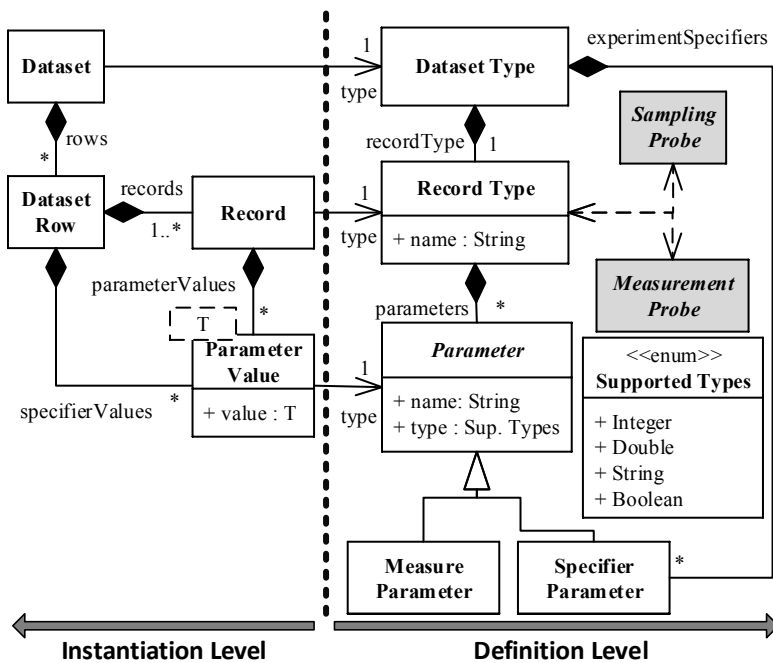 experimentSpecifiers
Dataset
1
type
Dataset Type
rows
*
recordType
1
Sampling
Probe
Dataset
Row
records
1..*
Record
1
type
Record Type
+ name : String
parameterValues
*
parameters
*
Measurement
Probe
T
Parameter
Value
+ value : T
specifierValues
*
1
type
Parameter
+ name: String
+ type : Sup. Types
<<enum>>
Supported Types
+ Integer
+ Double
+ String
+ Boolean
Measure
Parameter
Specifier
Parameter
*
Instantiation Level
Definition Level